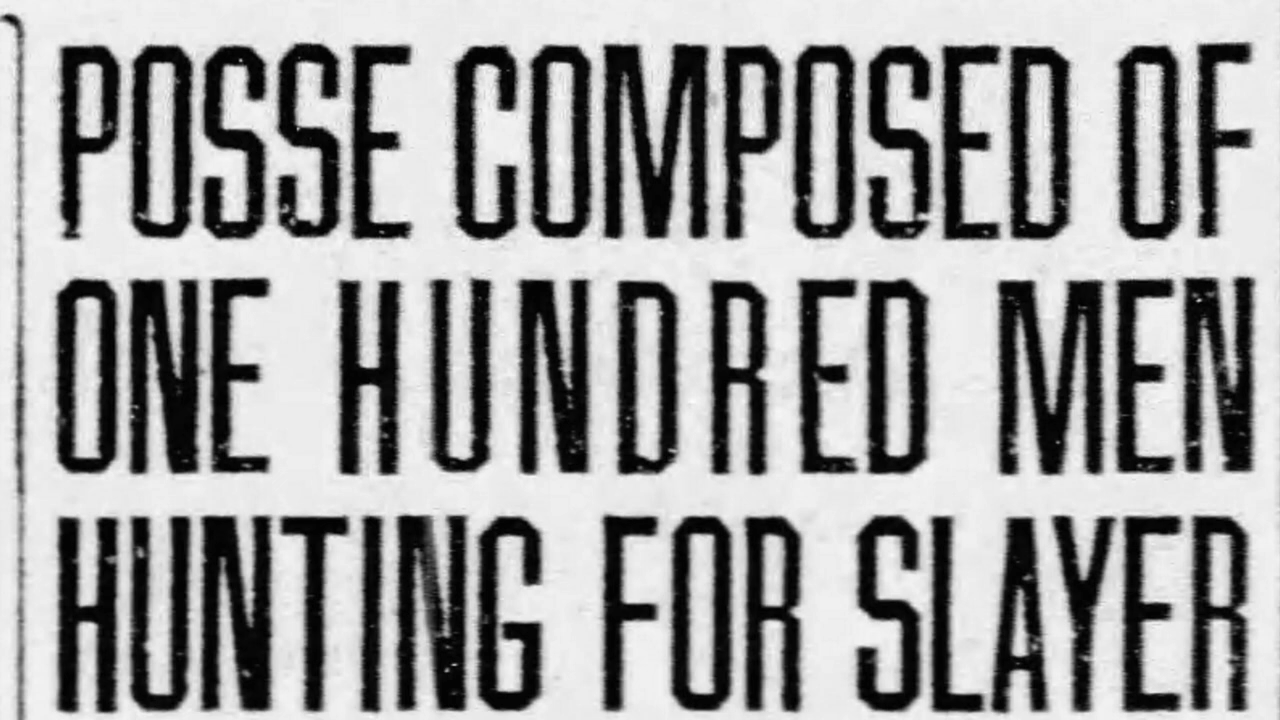 POSSE COMPOSED OF
ONE HUNDRED MEN
HUNTING FOR SLAYER